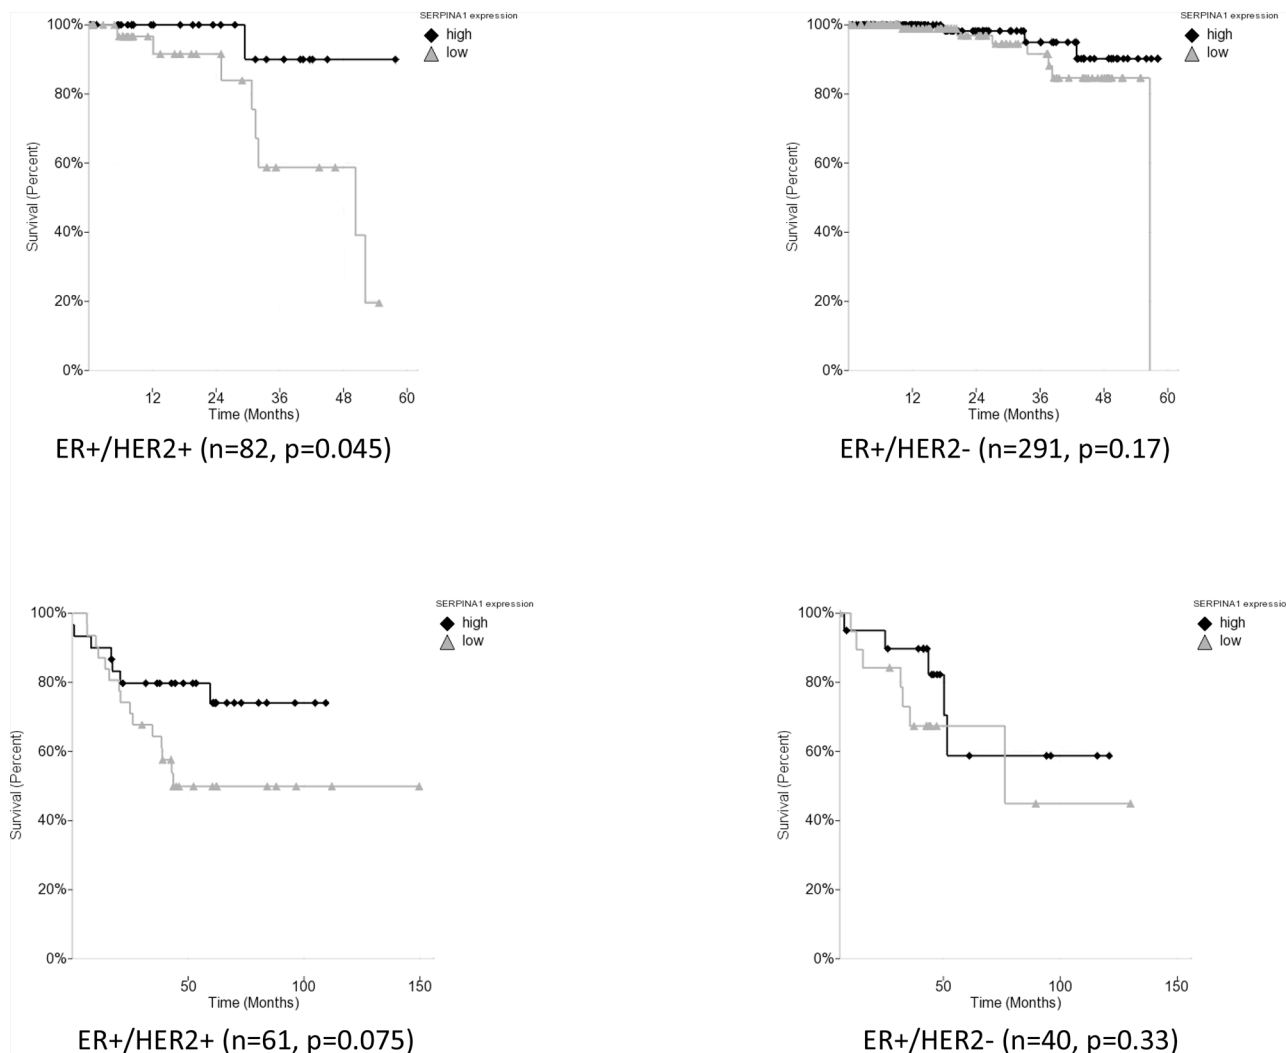 SERPINA1 expression
high
low
100%
80%
60%
40%
20%
0%
Survival (Percent)
12 24 36 48 60
Time (Months)
ER+/HER2+ (n=82, p=0.045)
SERPINA1 expression
high
low
100%
80%
60%
40%
20%
0%
Survival (Percent)
12 24 36 48 60
Time (Months)
ER+/HER2- (n=291, p=0.17)
SERPINA1 expression
high
low
100%
80%
60%
40%
20%
0%
Survival (Percent)
50 100 150
Time (Months)
ER+/HER2+ (n=61, p=0.075)
SERPINA1 expressio
high
low
100%
80%
60%
40%
20%
0%
Survival (Percent)
50 100 150
Time (Months)
ER+/HER2- (n=40, p=0.33)